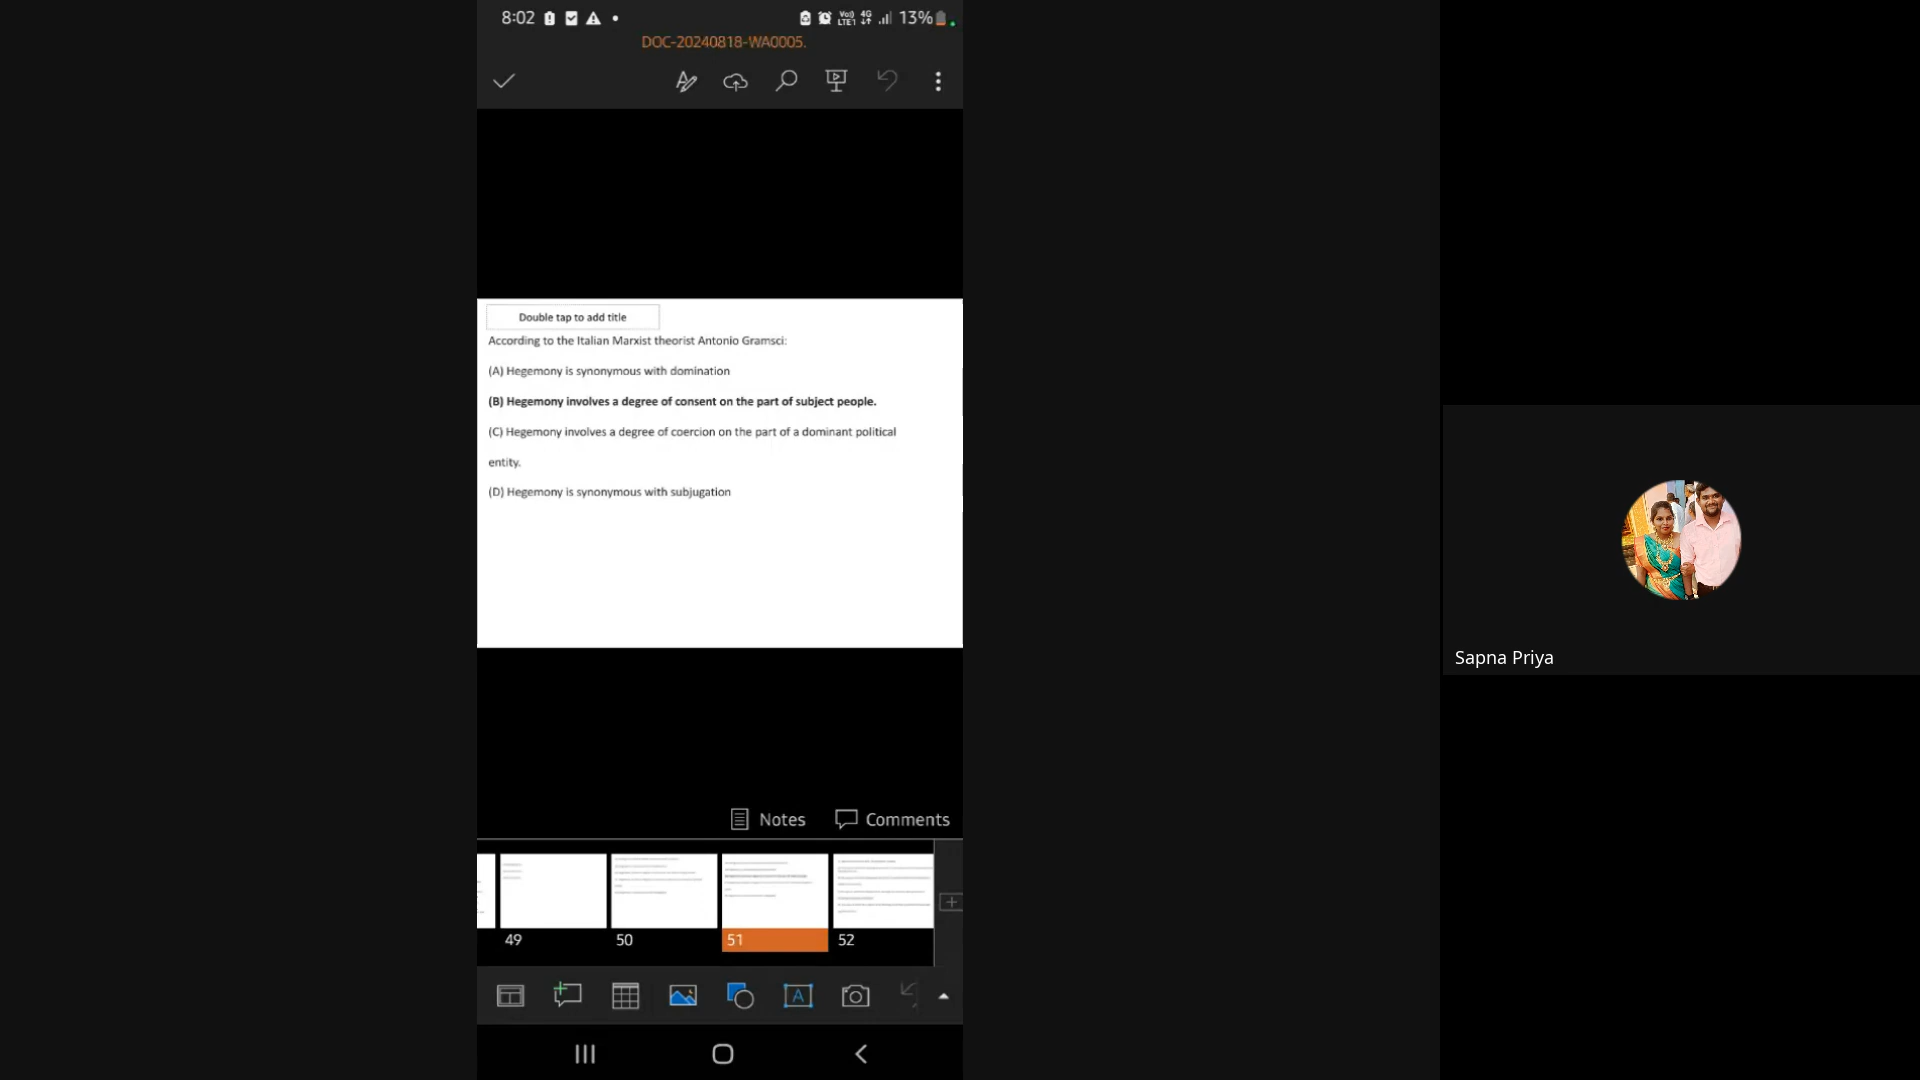 8:02
Vo))
LTE1
4G
13%
DOC-20240818-WA0005.
Double tap to add title
According to the Italian Marxist theorist Antonio Gramsci:
(A) Hegemony is synonymous with domination
(B) Hegemony involves a degree of consent on the part of subject people.
(C) Hegemony involves a degree of coercion on the part of a dominant political
entity.
(D) Hegemony is synonymous with subjugation
Sapna Priya
Notes
Comments
49
50
51
52
A